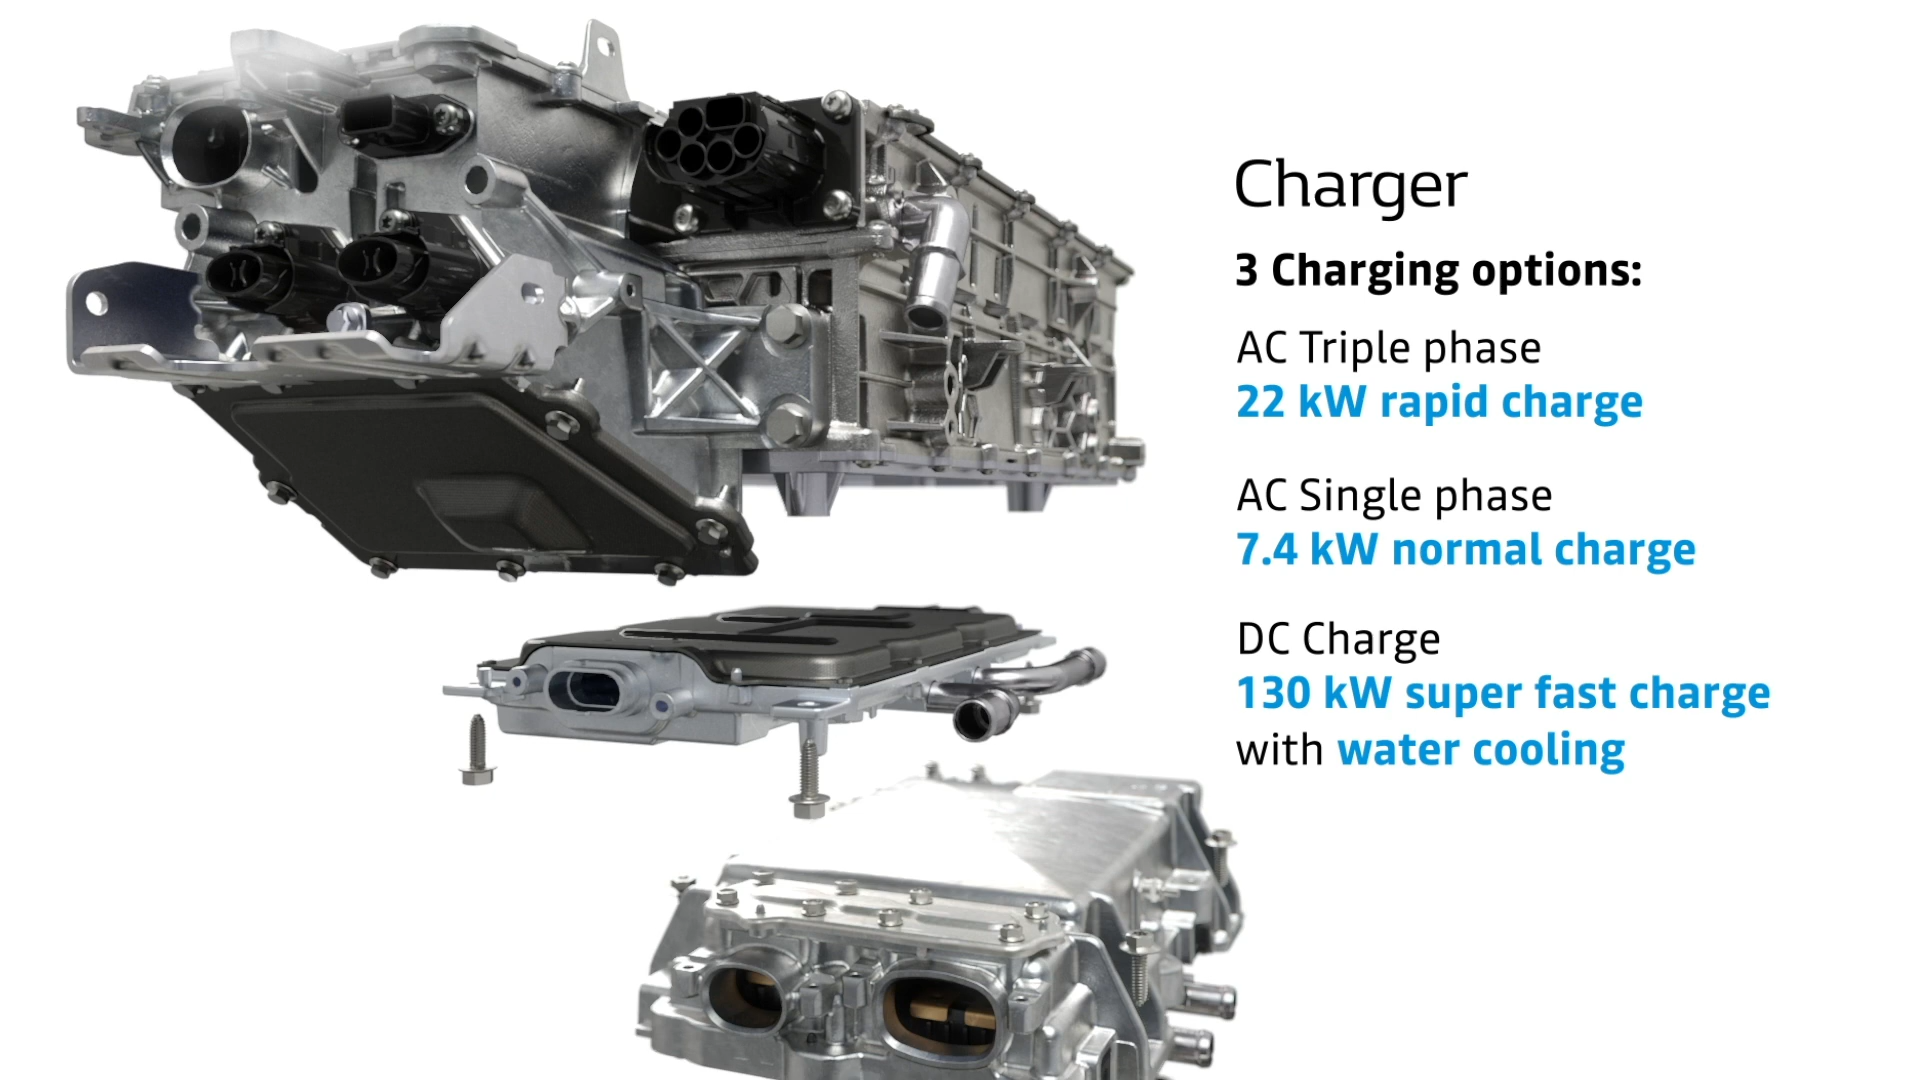 Charger
3 Charging options:
AC Triple phase
22 kW rapid charge
AC Single phase
7.4 kW normal charge
DC Charge
130 kW super fast charge
with water cooling